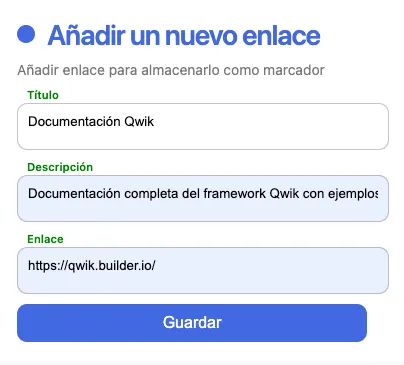 Añadir un nuevo enlace
Añadir enlace para almacenarlo como marcador
Título
Documentación Qwik
Descripción
Documentación completa del framework Qwik con ejemplos
Enlace
https://qwik.builder.io/
Guardar